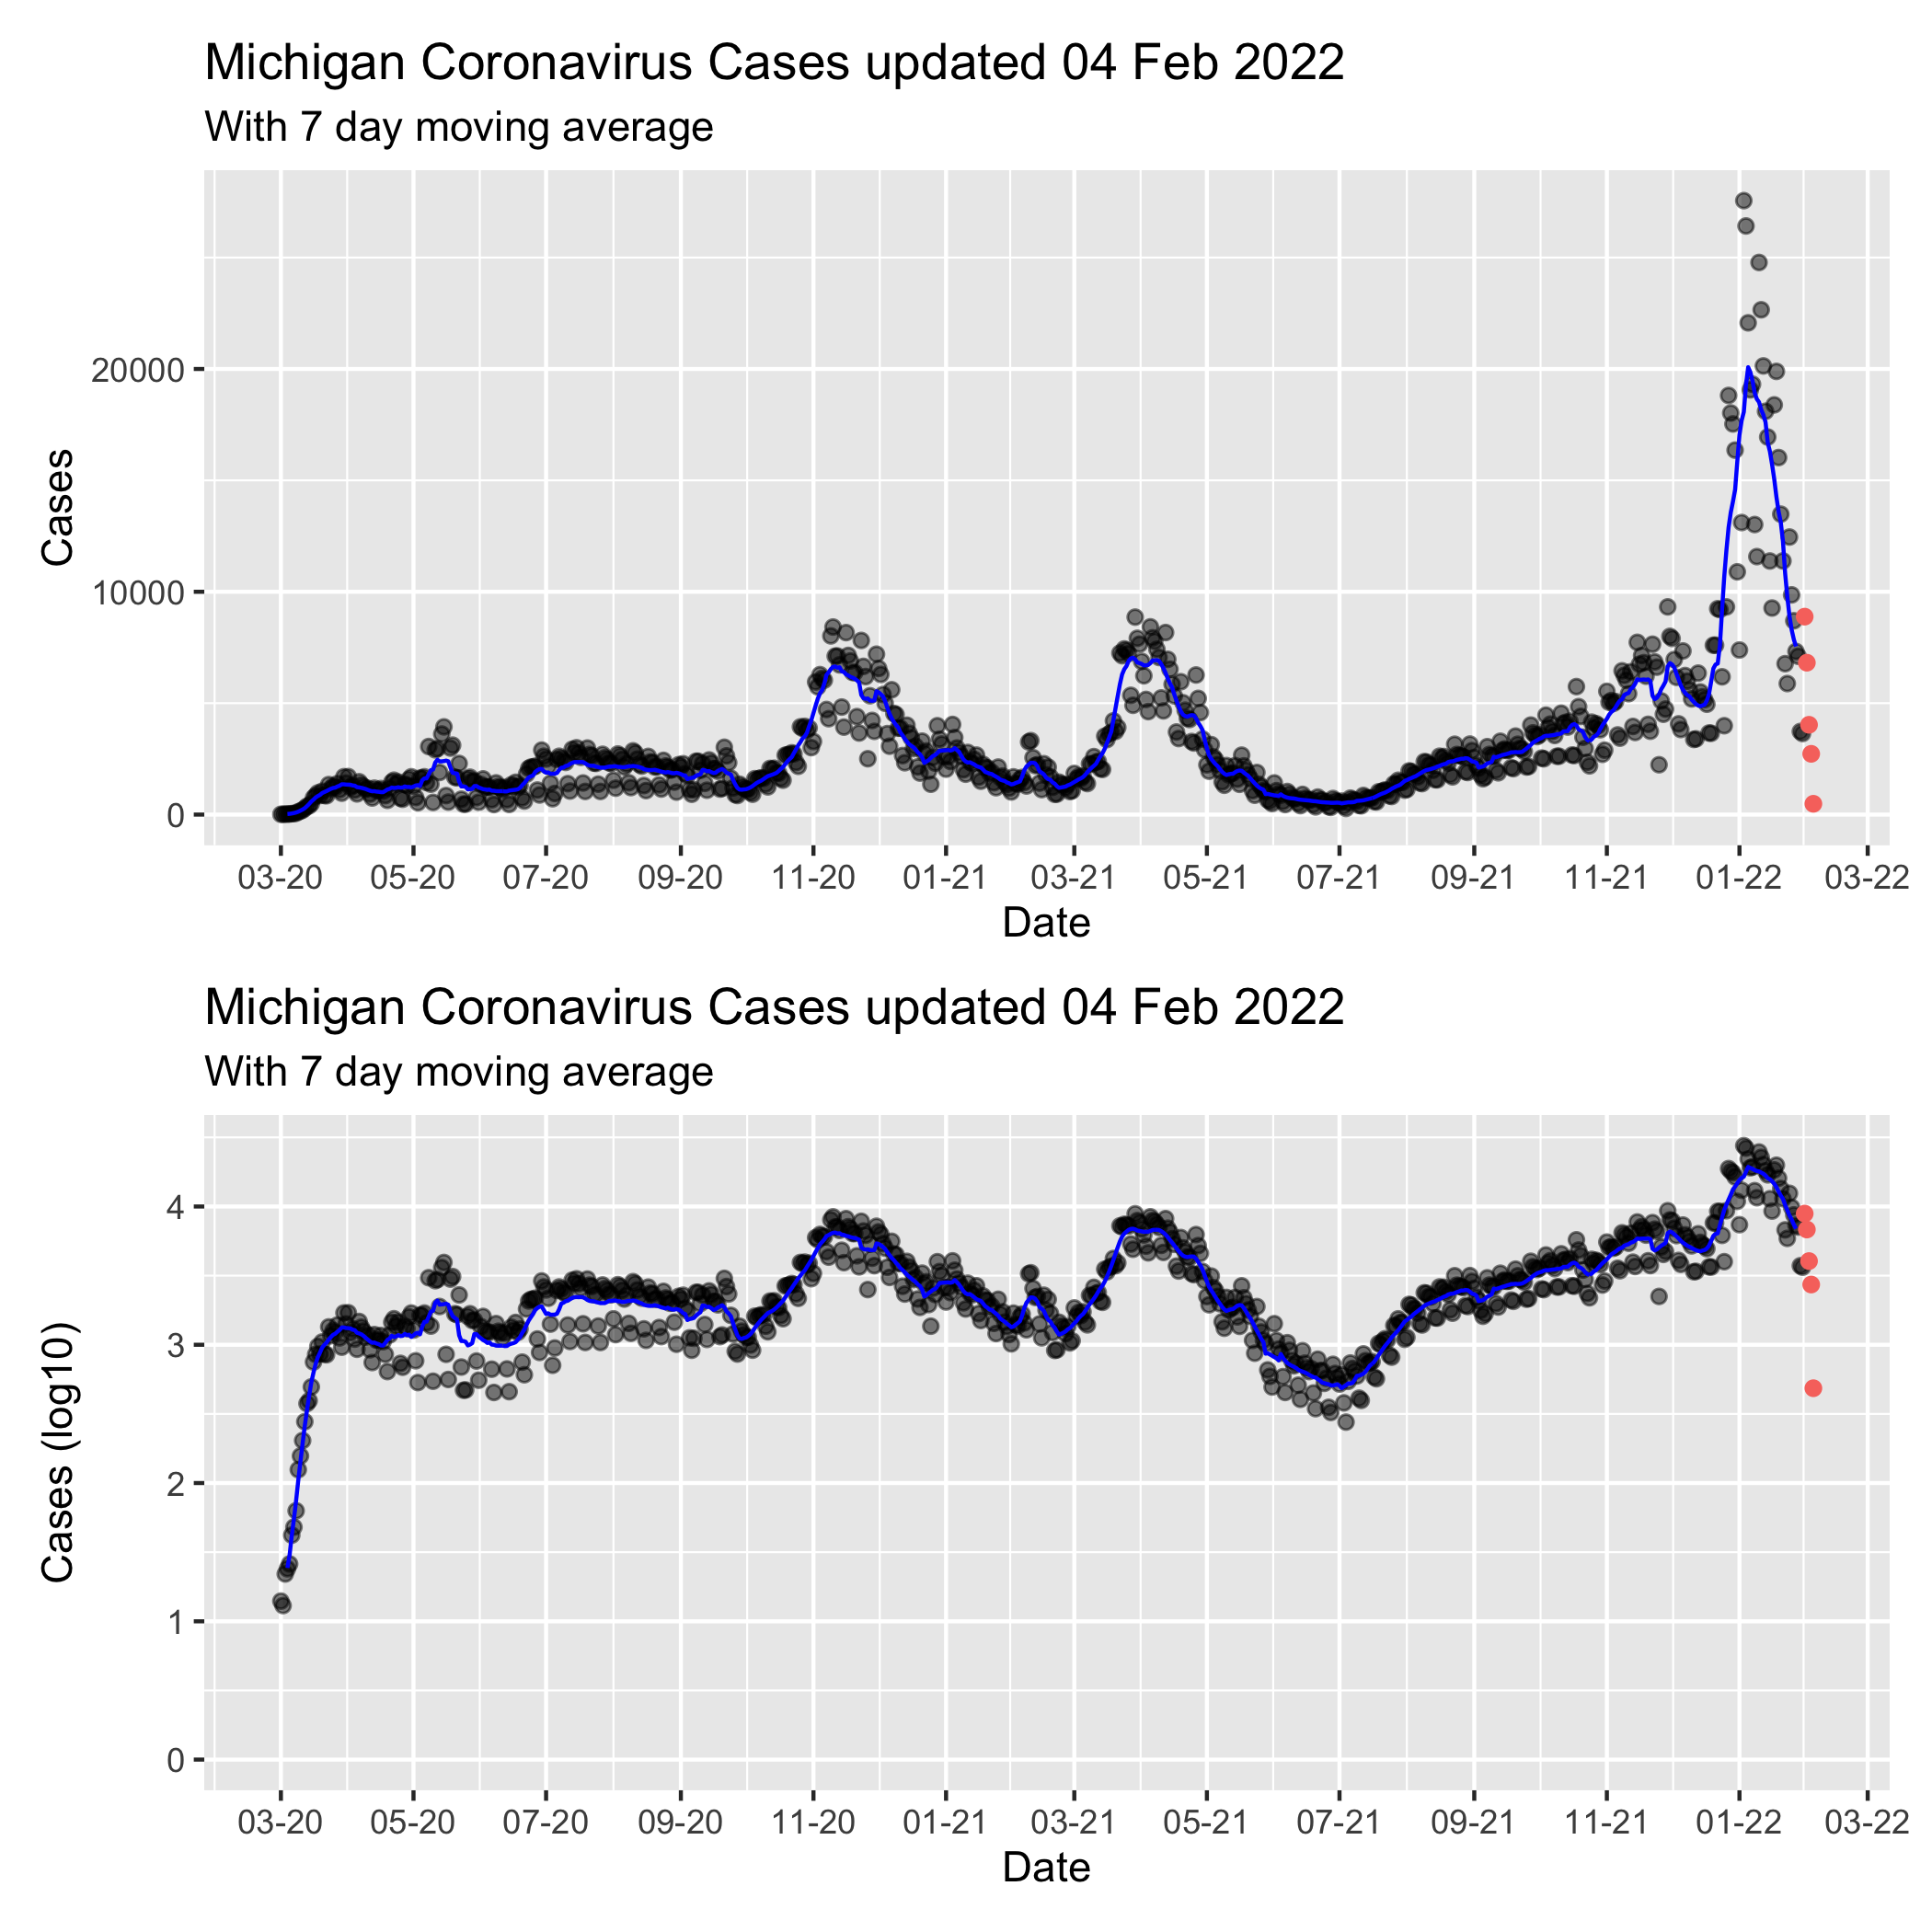 Michigan Coronavirus Cases updated 04 Feb 2022
With 7 day moving average
Cases
20000
10000
0
03-20 05-20 07-20 09-20 11-20 01-21 03-21 05-21 07-21 09-21 11-21 01-22 03-22
Date
Michigan Coronavirus Cases updated 04 Feb 2022
With 7 day moving average
Cases (log10)
4
3
2
1
0
03-20 05-20 07-20 09-20 11-20 01-21 03-21 05-21 07-21 09-21 11-21 01-22 03-22
Date